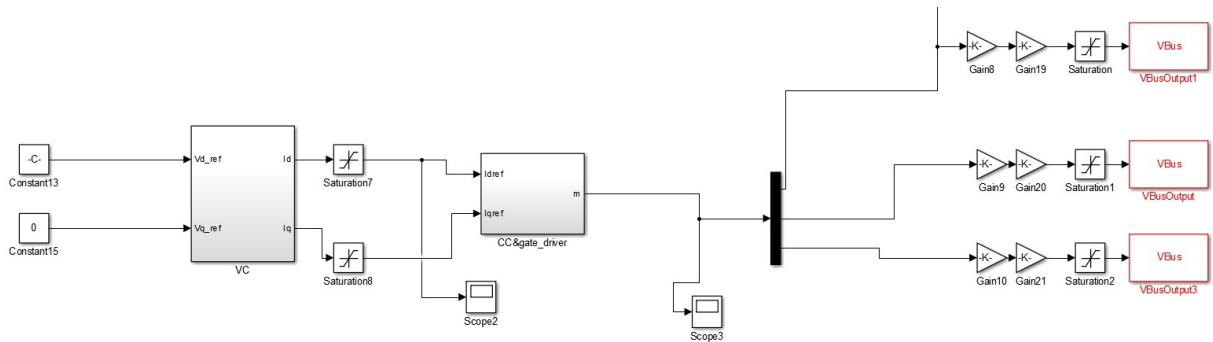 -K-
-K-
VBus
Gain8
Gain19
Saturation
VBusOutput1
-C-
Constant13
Vd_ref
Id
Saturation7
Idref
m
-K-
-K-
VBus
Gain9
Gain20
Saturation1
VBusOutput
0
Constant15
Vq_ref
Iq
VC
Saturation8
Iqref
CC&gate_driver
-K-
-K-
VBus
Gain10
Gain21
Saturation2
VBusOutput3
Scope2
Scope3